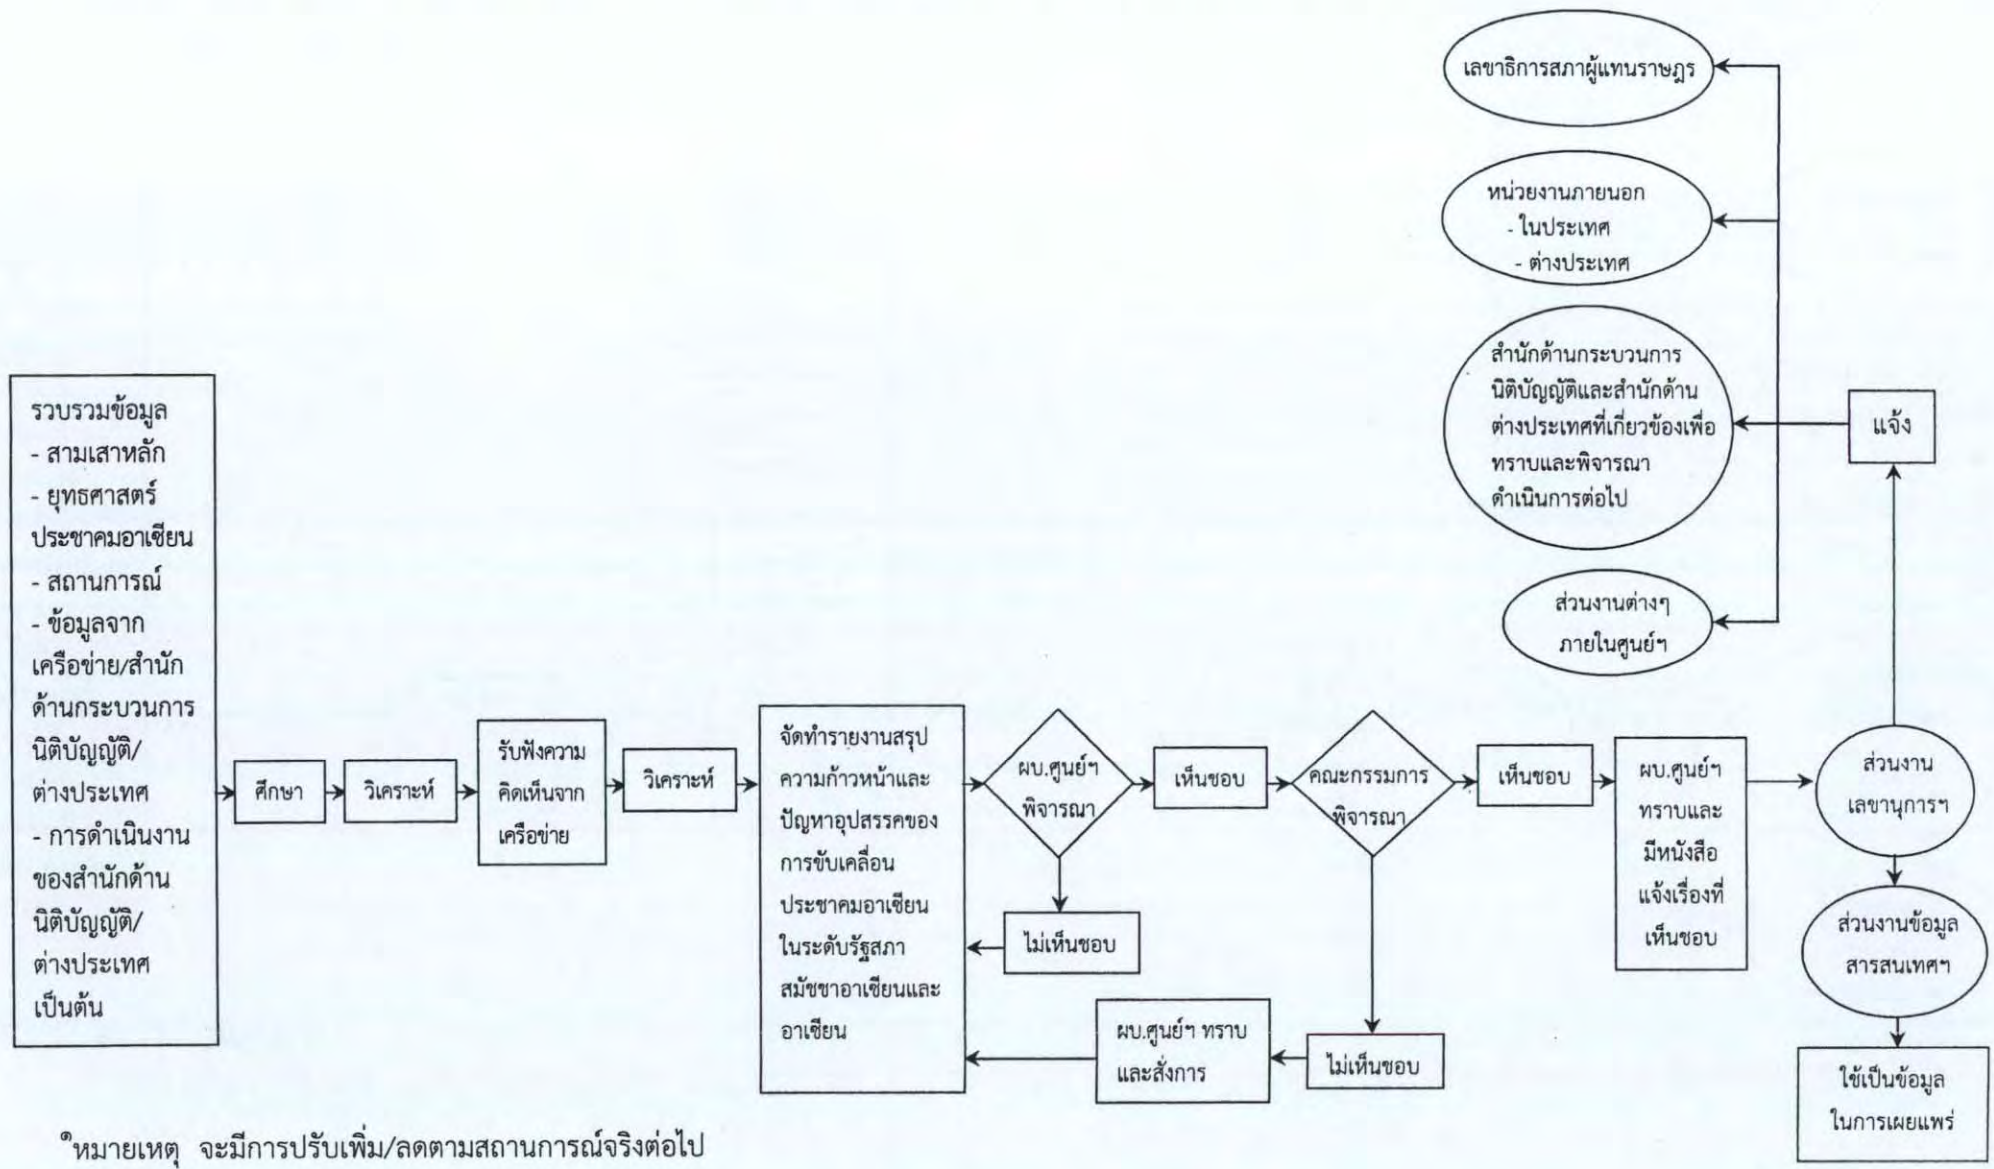 เลขาธิการสภาผู้แทนราษฎร
หน่วยงานภายนอก
- ในประเทศ
- ต่างประเทศ
สำนักด้านกระบวนการ
นิติบัญญัติและสำนักด้าน
ต่างประเทศที่เกี่ยวข้องเพื่อ
ทราบและพิจารณา
ดำเนินการต่อไป
แจ้ง
ส่วนงานต่างๆ
ภายในศูนย์ฯ
รวบรวมข้อมูล
- สามเสาหลัก
- ยุทธศาสตร์
ประชาคมอาเซียน
- สถานการณ์
- ข้อมูลจาก
เครือข่าย/สำนัก
ด้านกระบวนการ
นิติบัญญัติ/
ต่างประเทศ
- การดำเนินงาน
ของสำนักด้าน
นิติบัญญัติ/
ต่างประเทศ
เป็นต้น
ศึกษา
วิเคราะห์
รับฟังความ
คิดเห็นจาก
เครือข่าย
วิเคราะห์
จัดทำรายงานสรุป
ความก้าวหน้าและ
ปัญหาอุปสรรคของ
การขับเคลื่อน
ประชาคมอาเซียน
ในระดับรัฐสภา
สมัชชาอาเซียนและ
อาเซียน
ผบ.ศูนย์ฯ
พิจารณา
เห็นชอบ
ไม่เห็นชอบ
คณะกรรมการ
พิจารณา
เห็นชอบ
ไม่เห็นชอบ
ผบ.ศูนย์ฯ ทราบ
และสั่งการ
ผบ.ศูนย์ฯ
ทราบและ
มีหนังสือ
แจ้งเรื่องที่
เห็นชอบ
ส่วนงาน
เลขานุการฯ
ส่วนงานข้อมูล
สารสนเทศฯ
ใช้เป็นข้อมูล
ในการเผยแพร่
๑หมายเหตุ จะมีการปรับเพิ่ม/ลดตามสถานการณ์จริงต่อไป